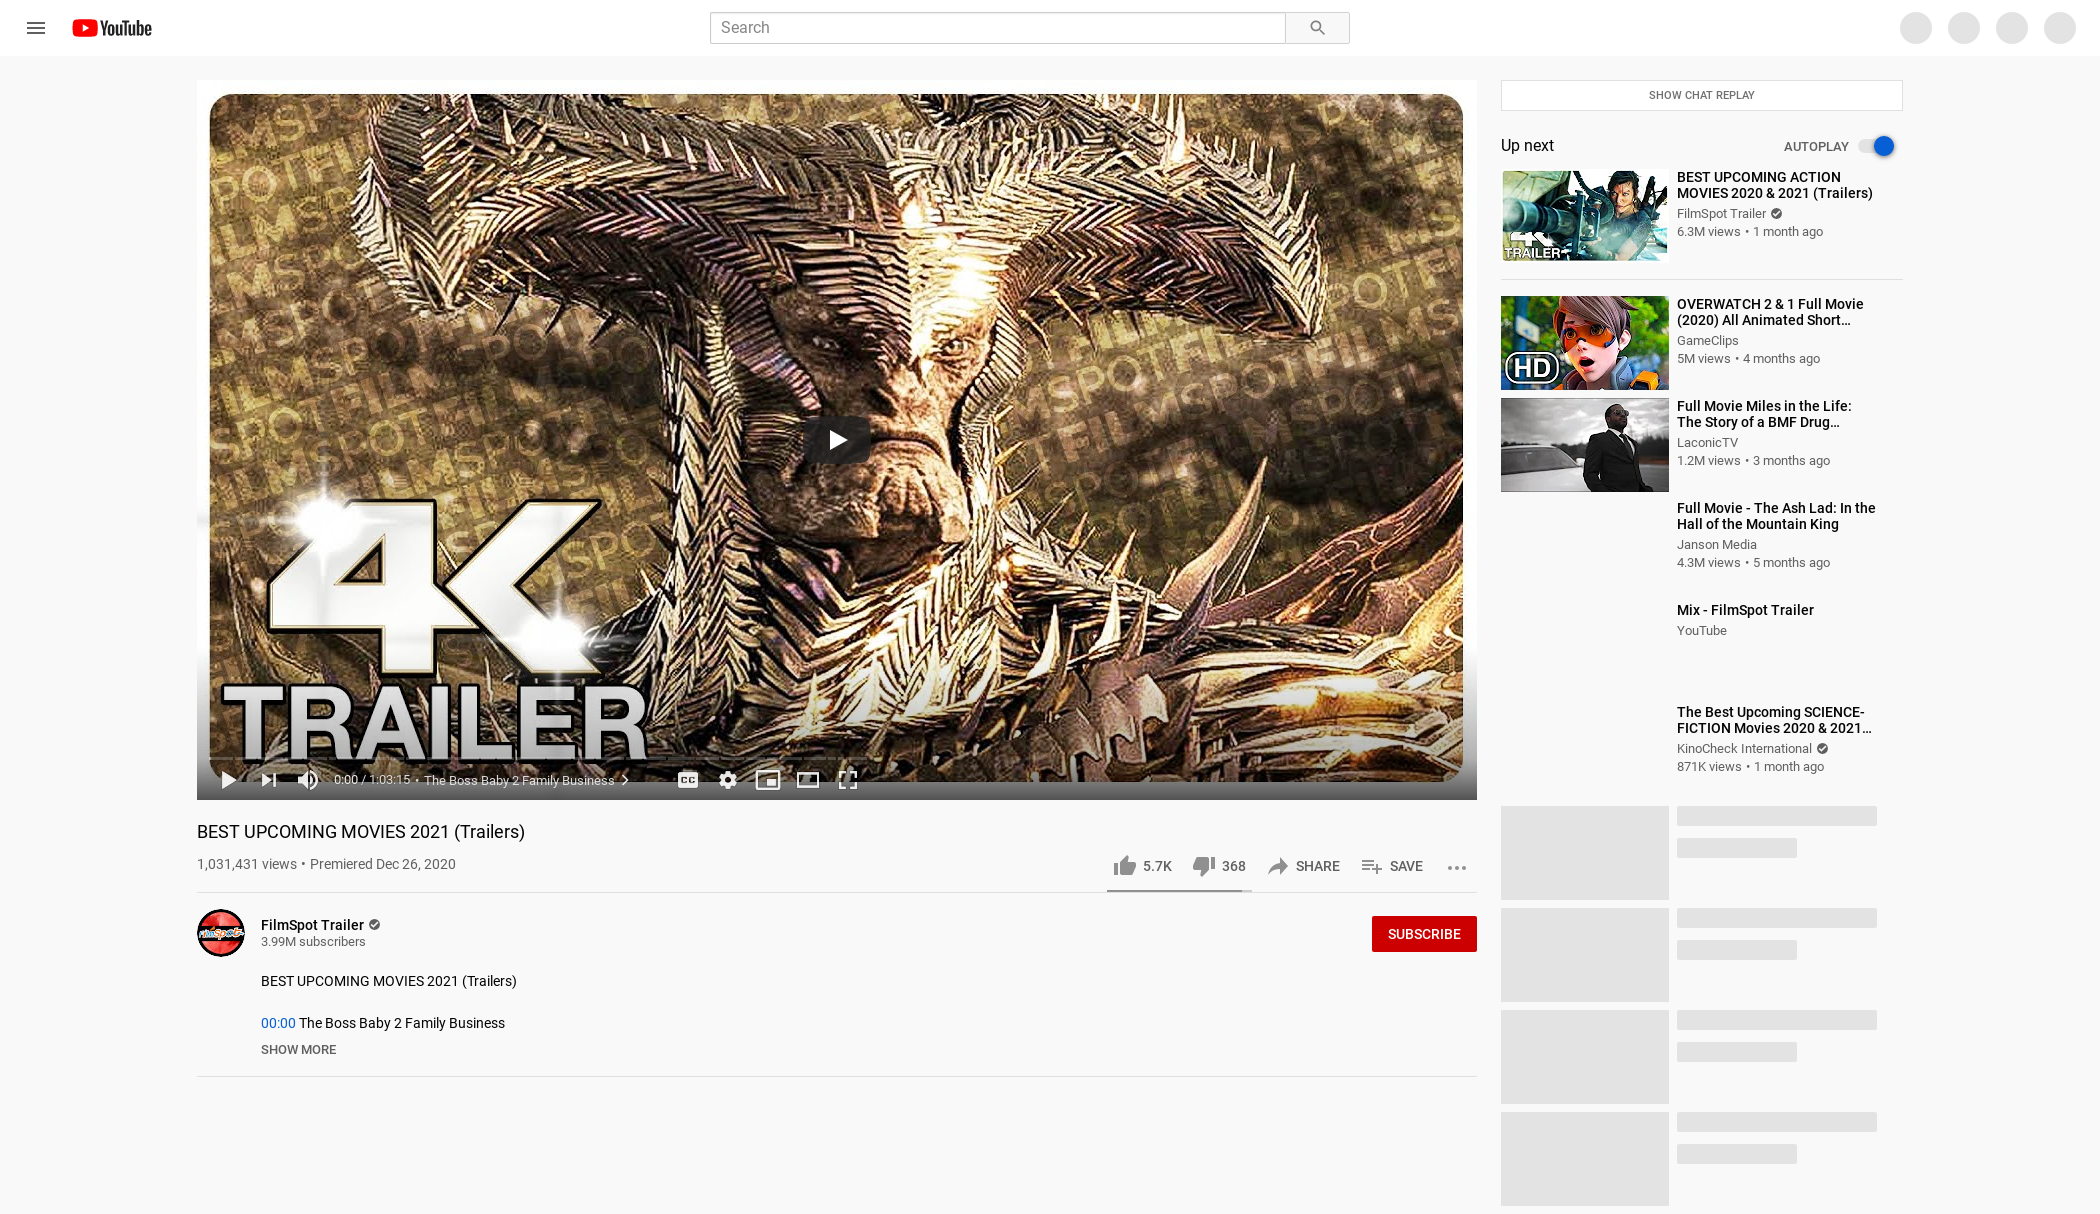 YouTube
Search
SHOW CHAT REPLAY
Up next
AUTOPLAY
4K
TRAILER
0:00 / 1:03:15 • The Boss Baby 2 Family Business
CC
BEST UPCOMING MOVIES 2021 (Trailers)
1,031,431 views • Premiered Dec 26, 2020
5.7K
368
SHARE
SAVE
FilmSpot Trailer
3.99M subscribers
SUBSCRIBE
BEST UPCOMING MOVIES 2021 (Trailers)
00:00 The Boss Baby 2 Family Business
SHOW MORE
4K
TRAILER
BEST UPCOMING ACTION
MOVIES 2020 & 2021 (Trailers)
FilmSpot Trailer
6.3M views • 1 month ago
HD
OVERWATCH 2 & 1 Full Movie
(2020) All Animated Short...
GameClips
5M views • 4 months ago
Full Movie Miles in the Life:
The Story of a BMF Drug...
LaconicTV
1.2M views • 3 months ago
Full Movie - The Ash Lad: In the
Hall of the Mountain King
Janson Media
4.3M views • 5 months ago
Mix - FilmSpot Trailer
YouTube
The Best Upcoming SCIENCE-
FICTION Movies 2020 & 2021...
KinoCheck International
871K views • 1 month ago